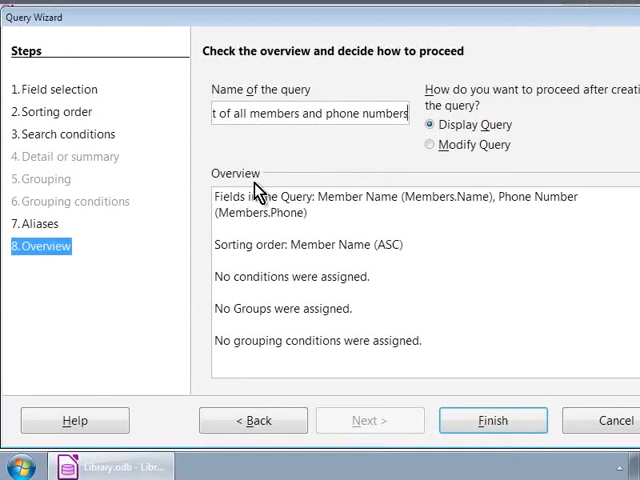 Query Wizard
Steps
1.Field selection
2.Sorting order
3.Search conditions
4.Detail or summary
5.Grouping
6.Grouping conditions
7.Aliases
8.Overview
Check the overview and decide how to proceed
Name of the query
t of all members and phone numbers
How do you want to proceed after creati
the query?
Display Query
Modify Query
Overview
Fields in the Query: Member Name (Members.Name), Phone Number
(Members.Phone)
Sorting order: Member Name (ASC)
No conditions were assigned.
No Groups were assigned.
No grouping conditions were assigned.
Help
< Back
Next >
Finish
Cancel
Library.odb - Libr...